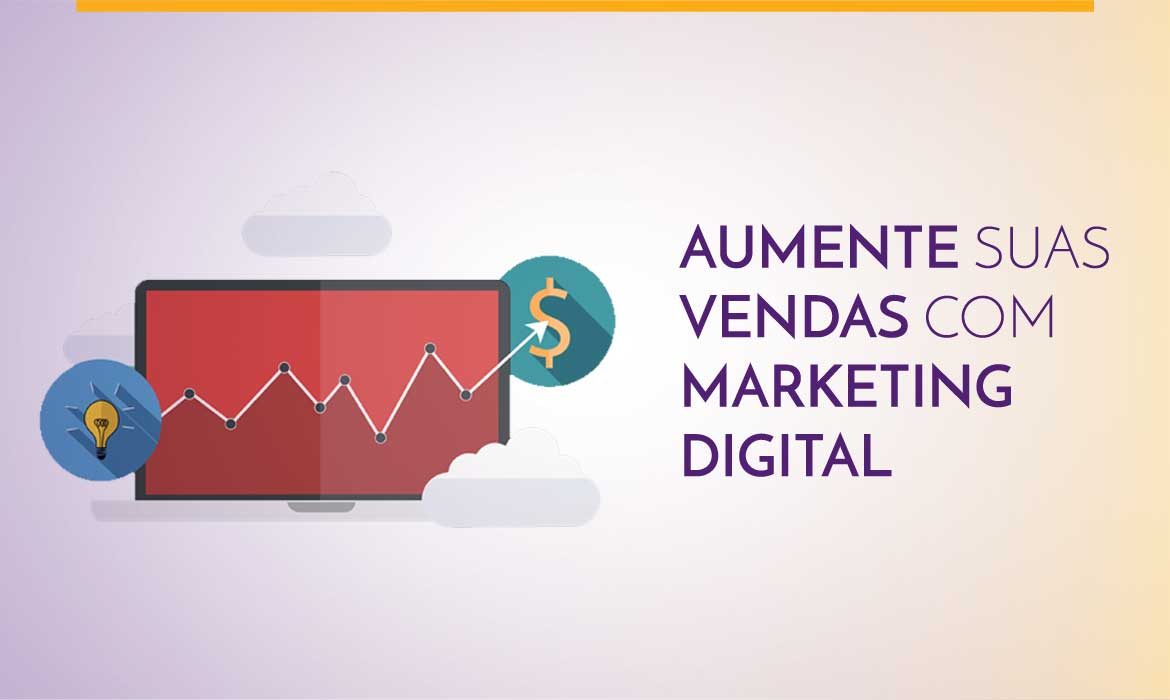 AUMENTE SUAS
VENDAS COM
MARKETING
DIGITAL
$